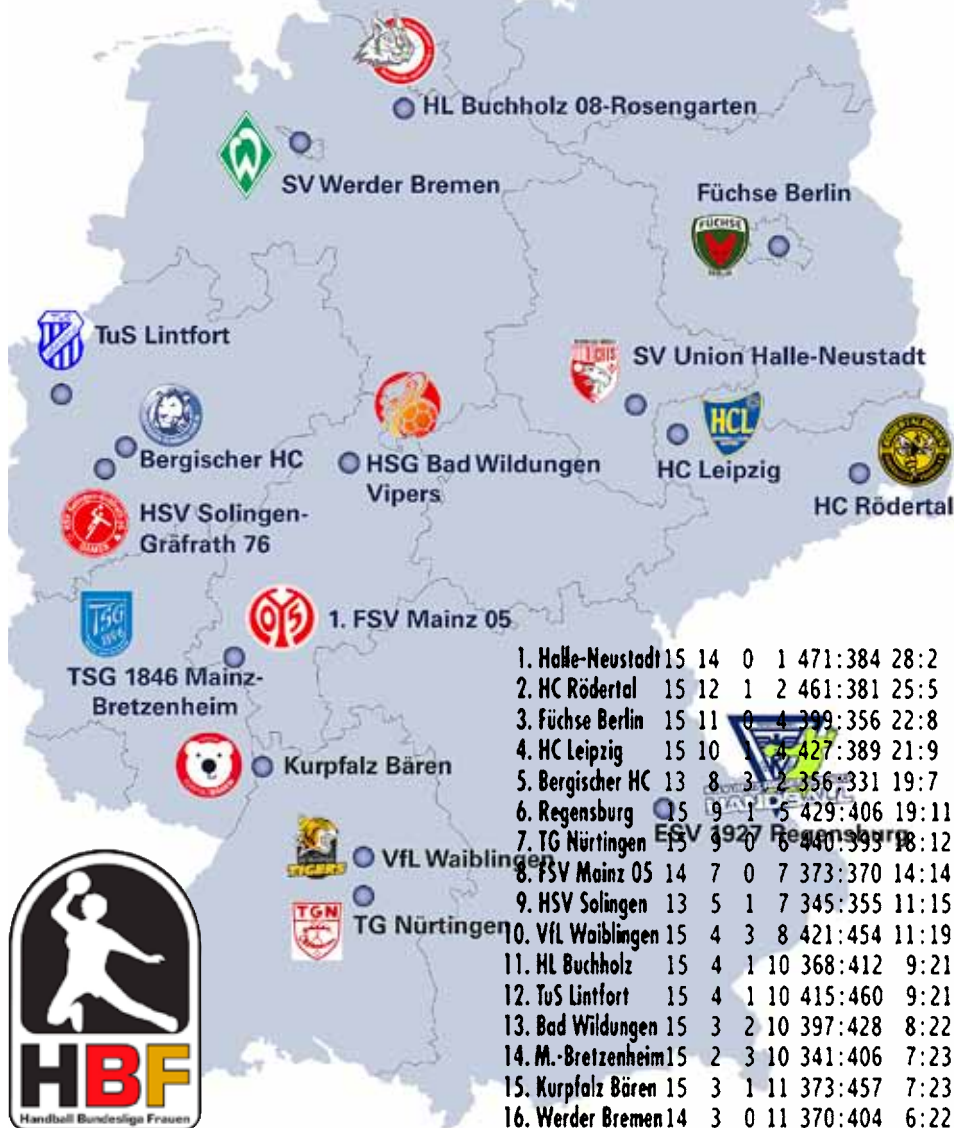 HL Buchholz 08-Rosengarten
SV Werder Bremen
Füchse Berlin
FÜCHSE
BERLIN
TuS Lintfort
SV Union Halle-Neustadt
HCL
Bergischer HC
HSG Bad Wildungen
Vipers
HC Leipzig
HC Rödertal
HSV Solingen-
Gräfrath 76
DAMEN
TSG
1846
1. FSV Mainz 05
TSG 1846 Mainz-
Bretzenheim
Kurpfalz Bären
ESV 1927 Regensburg
TIGERS
VfL Waiblingen
TGN
TG Nürtingen
1. Halle-Neustadt 15 14 0 1 471:384 28:2
2. HC Rödertal 15 12 1 2 461:381 25:5
3. Füchse Berlin 15 11 0 4 399:356 22:8
4. HC Leipzig 15 10 1 4 427:389 21:9
5. Bergischer HC 13 8 3 2 356:331 19:7
6. Regensburg 15 9 1 5 429:406 19:11
7. TG Nürtingen 15 9 0 6 440:393 18:12
8. FSV Mainz 05 14 7 0 7 373:370 14:14
9. HSV Solingen 13 5 1 7 345:355 11:15
10. VfL Waiblingen 15 4 3 8 421:454 11:19
11. HL Buchholz 15 4 1 10 368:412 9:21
12. TuS Lintfort 15 4 1 10 415:460 9:21
13. Bad Wildungen 15 3 2 10 397:428 8:22
14. M.-Bretzenheim 15 2 3 10 341:406 7:23
15. Kurpfalz Bären 15 3 1 11 373:457 7:23
16. Werder Bremen 14 3 0 11 370:404 6:22
HBF
Handball Bundesliga Frauen